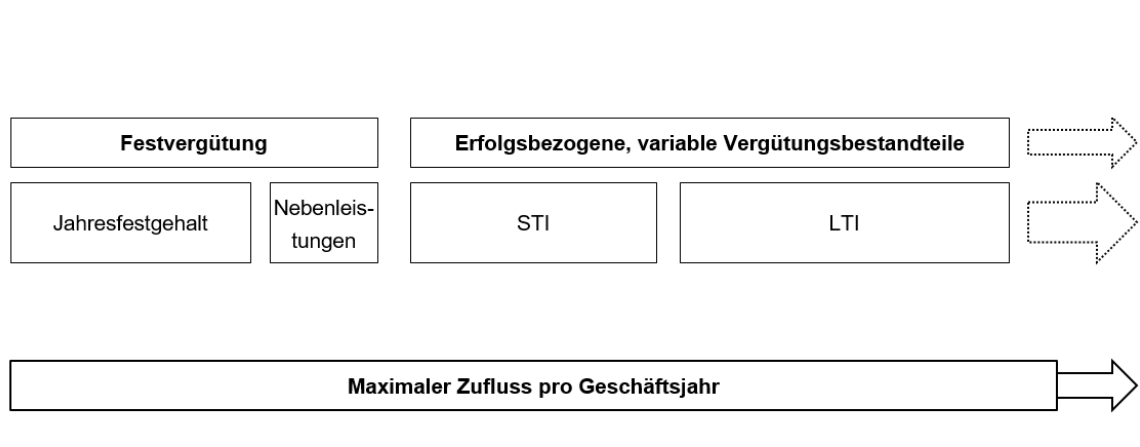 Festvergütung
Erfolgsbezogene, variable Vergütungsbestandteile
Jahresfestgehalt
Nebenleis-
tungen
STI
LTI
Maximaler Zufluss pro Geschäftsjahr